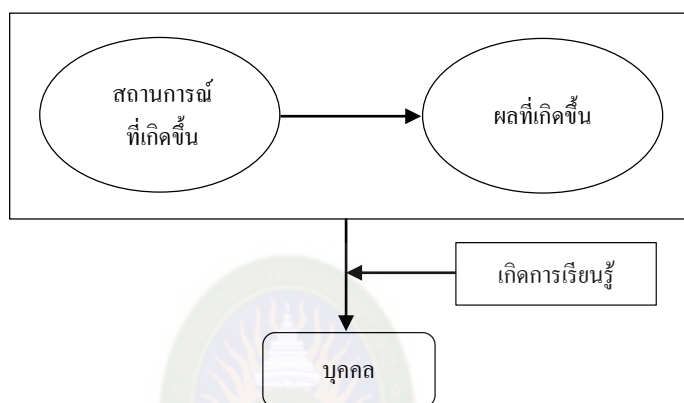 สถานการณ์
ที่เกิดขึ้น
ผลที่เกิดขึ้น
เกิดการเรียนรู้
บุคคล